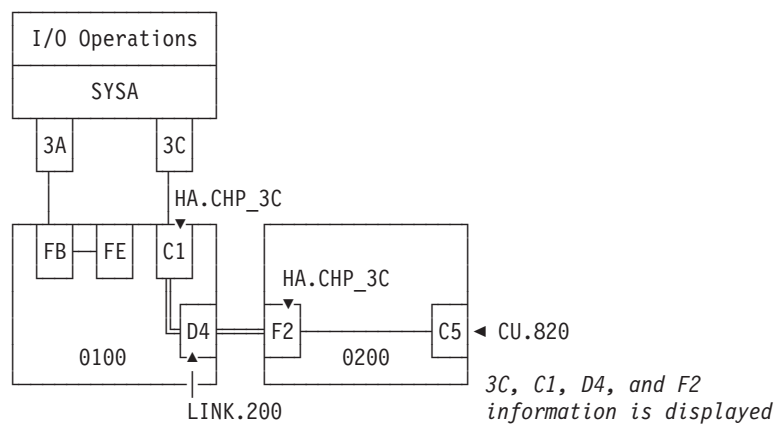 I/O Operations
SYSA
3A 3C
HA.CHP_3C
FB FE C1
HA.CHP_3C
D4 F2 C5 CU.820
0100 0200
3C, C1, D4, and F2
LINK.200 information is displayed